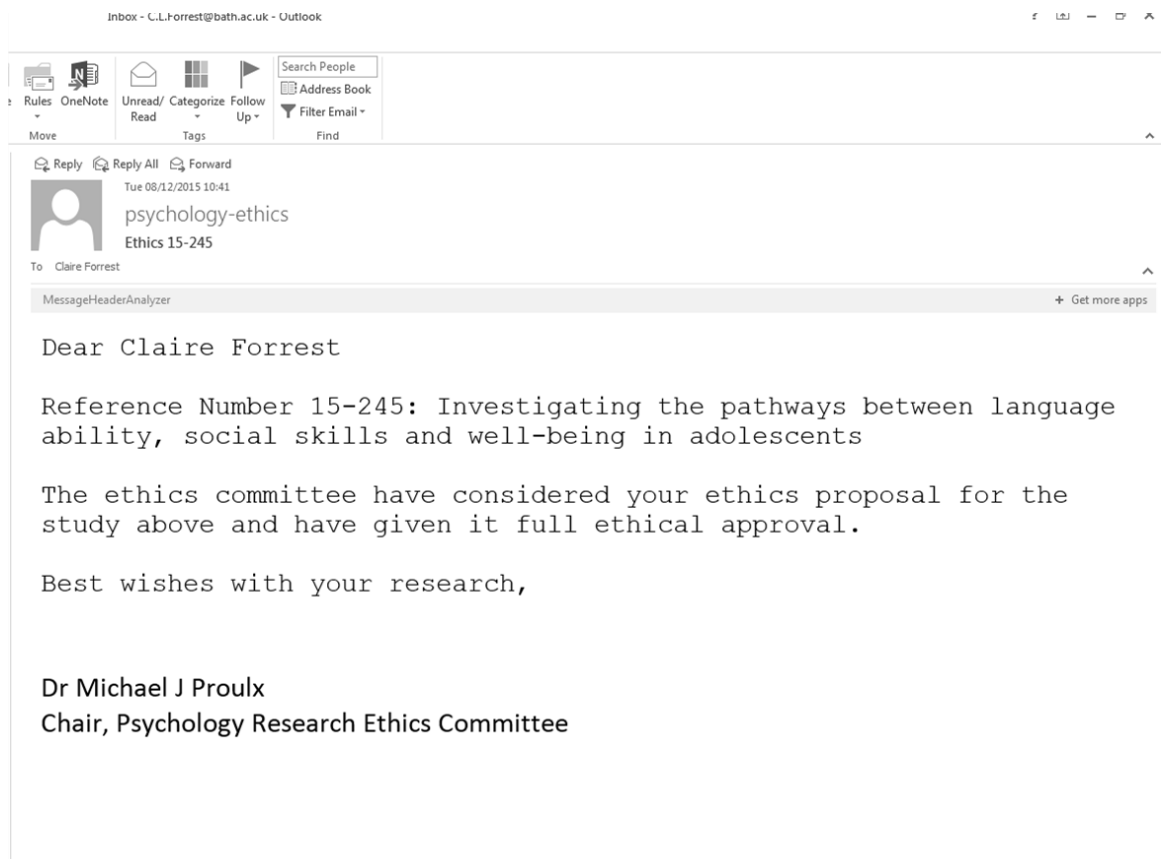 Inbox - C.L.Forrest@bath.ac.uk - Outlook
Search People
Address Book
Rules OneNote Unread/ Categorize Follow
Read Up
Filter Email
Move Tags Find
Reply Reply All Forward
Tue 08/12/2015 10:41
psychology-ethics
Ethics 15-245
To Claire Forrest
MessageHeaderAnalyzer + Get more apps
Dear Claire Forrest
Reference Number 15-245: Investigating the pathways between language
ability, social skills and well-being in adolescents
The ethics committee have considered your ethics proposal for the
study above and have given it full ethical approval.
Best wishes with your research,
Dr Michael J Proulx
Chair, Psychology Research Ethics Committee